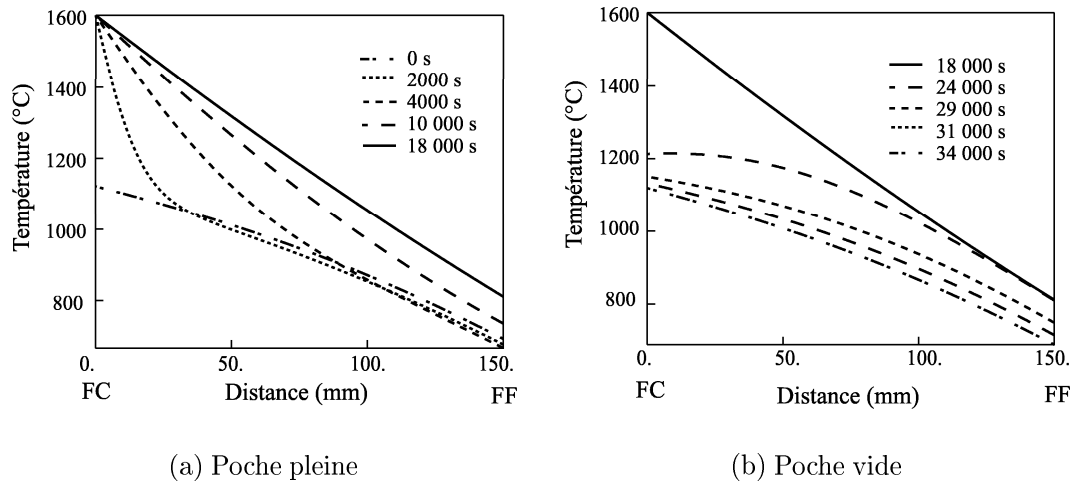 1600
1400
1200
1000
800
Température (°C)
0 s
2000 s
4000 s
10 000 s
18 000 s
0.
50.
100.
150.
FC
Distance (mm)
FF
(a) Poche pleine
1600
1400
1200
1000
800
Température (°C)
18 000 s
24 000 s
29 000 s
31 000 s
34 000 s
0.
50.
100.
150.
FC
Distance (mm)
FF
(b) Poche vide